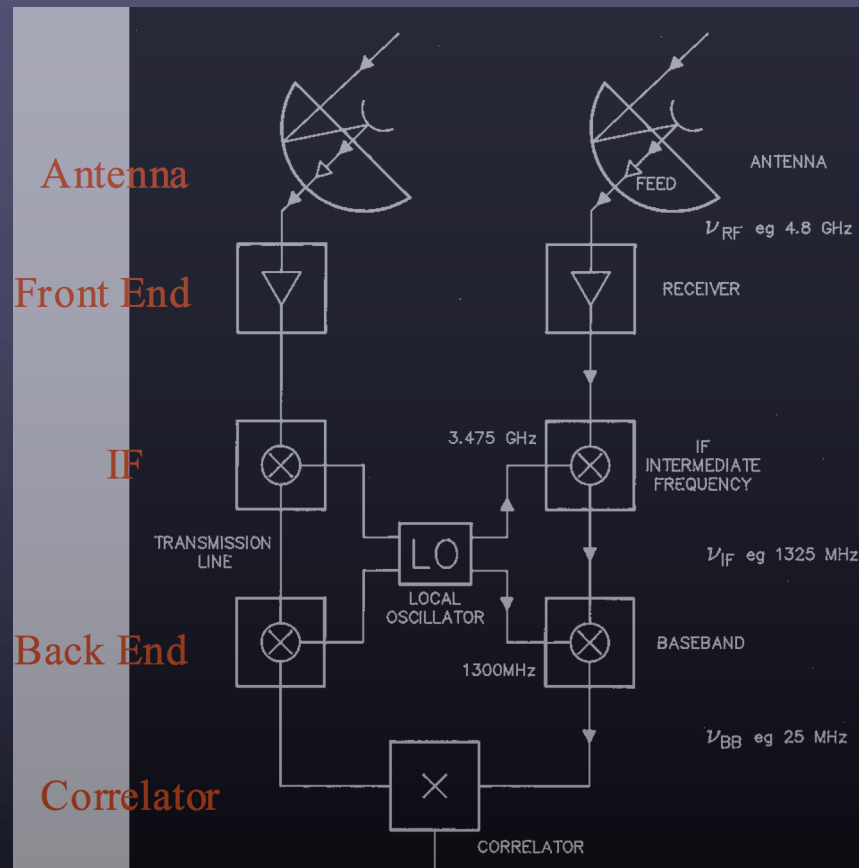 Antenna
ANTENNA
FEED
νRF eg 4.8 GHz
Front End
RECEIVER
3.475 GHz
IF
IF
INTERMEDIATE
FREQUENCY
TRANSMISSION
LINE
LO
νIF eg 1325 MHz
LOCAL
OSCILLATOR
Back End
BASEBAND
1300MHz
νBB eg 25 MHz
Correlator
CORRELATOR